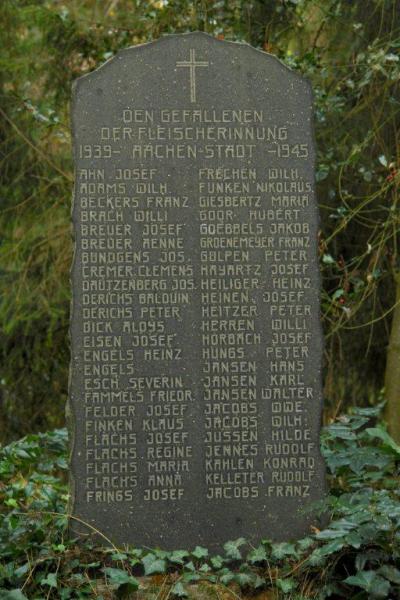 DEN GEFALLENEN
DER FLEISCHERINNUNG
1939- AACHEN-STADT -1945
AHN JOSEF FRECHEN WILH.
ADAMS WILH. FUNKEN NIKOLAUS.
BECKERS FRANZ GIESBERTZ MARIA
BRACH WILLI GOOR HUBERT
BREUER JOSEF GOEBBELS JAKOB
BREUER AENNE GROENEMEYER FRANZ
BÜNDGENS JOS. GÜLPEN PETER
CREMER CLEMENS HAYARTZ JOSEF
DAUTZENBERG JOS. HEILIGER HEINZ
DERICHS BALDUIN HEINEN JOSEF
DERICHS PETER HEITZER PETER
DICK ALOYS HERREN WILLI
EISEN JOSEF HORBACH JOSEF
ENGELS HEINZ HUNGS PETER
ENGELS JANSEN HANS
ESCH SEVERIN JANSEN KARL
FAMMELS FRIEDR. JANSEN WALTER
FELDER JOSEF JACOBS UWE
FINKEN KLAUS JACOBS WILH.
FLACHS JOSEF JUSSEN HILDE
FLACHS REGINE JENNES RUDOLF
FLACHS MARIA KAHLEN KONRAD
FLACHS ANNA KELLETER RUDOLF
FRINGS JOSEF JACOBS FRANZ